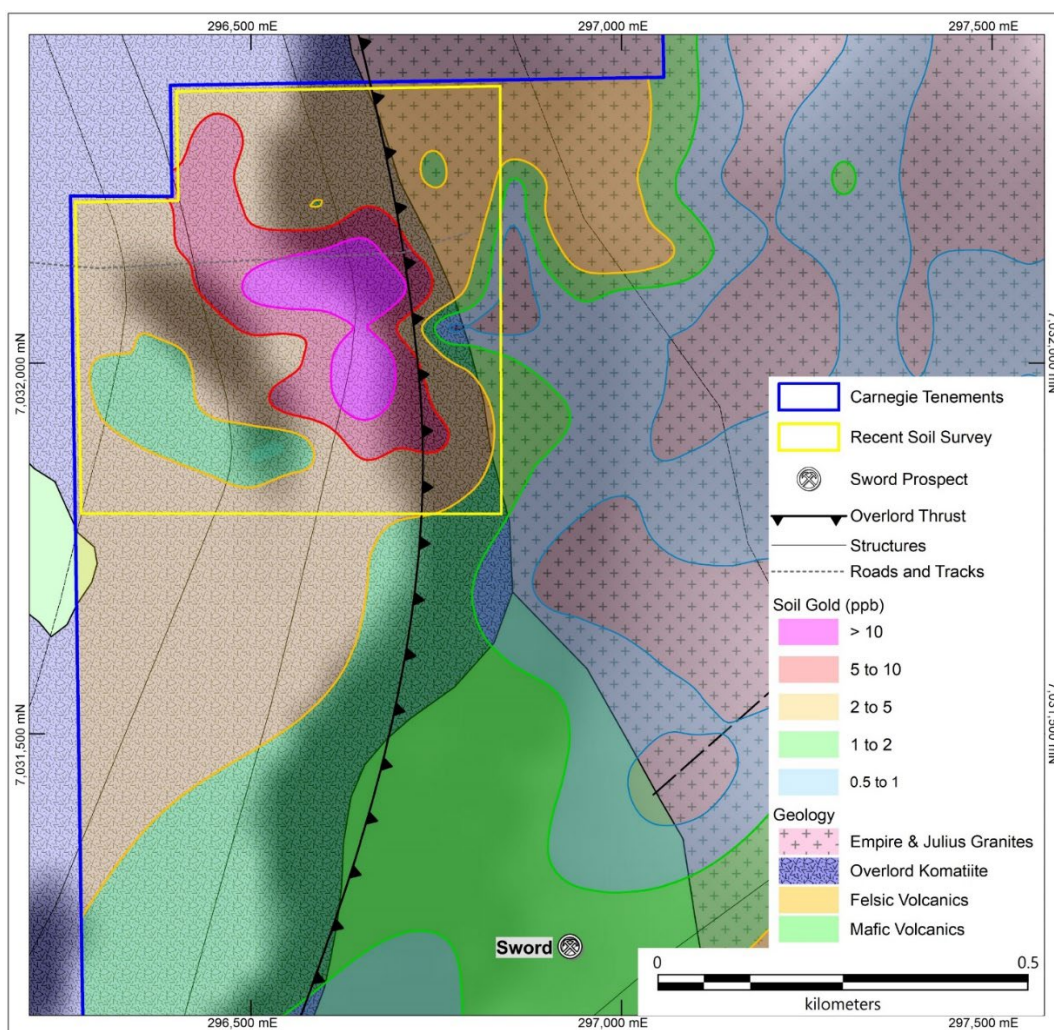 296,500 mE
297,000 mE
297,500 mE
7,032,000 mN
7,032,000 mN
Carnegie Tenements
Recent Soil Survey
Sword Prospect
Overlord Thrust
Structures
Roads and Tracks
Soil Gold (ppb)
> 10
5 to 10
2 to 5
1 to 2
0.5 to 1
7,031,500 mN
7,031,500 mN
Geology
Empire & Julius Granites
Overlord Komatiite
Felsic Volcanics
Mafic Volcanics
Sword
0
0.5
kilometers
296,500 mE
297,000 mE
297,500 mE